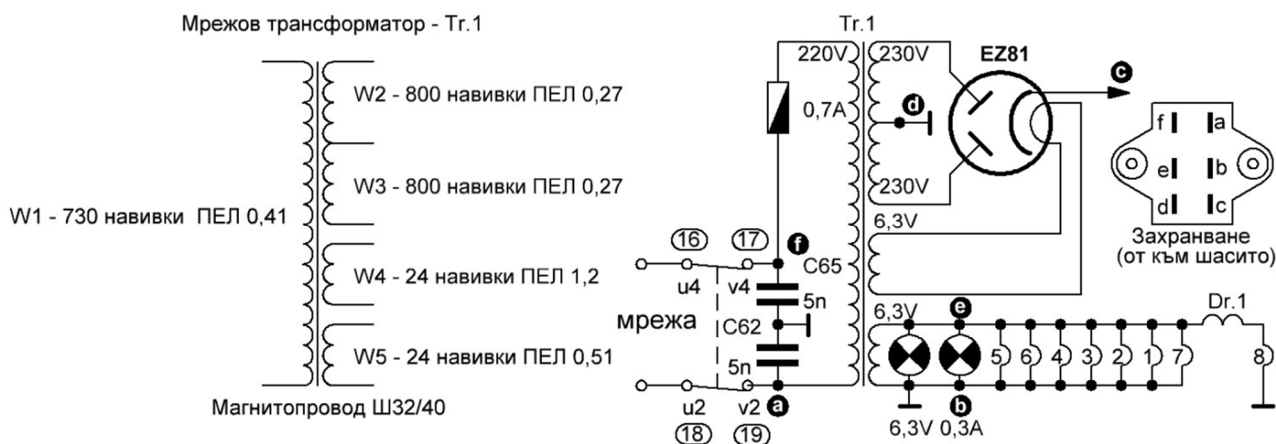 Мрежов трансформатор - Tr.1
W1 - 730 навивки ПЕЛ 0,41
W2 - 800 навивки ПЕЛ 0,27
W3 - 800 навивки ПЕЛ 0,27
W4 - 24 навивки ПЕЛ 1,2
W5 - 24 навивки ПЕЛ 0,51
Магнитопровод Ш32/40
Tr.1
220V
230V
EZ81
c
0,7A
d
230V
6,3V
16
17
f
C65
u4
v4
5n
мрежа
C62
5n
u2
v2
a
18
19
6,3V
e
Dr.1
5
6
4
3
2
1
7
8
b
6,3V 0,3A
f
a
e
b
d
c
Захранване
(от към шасито)